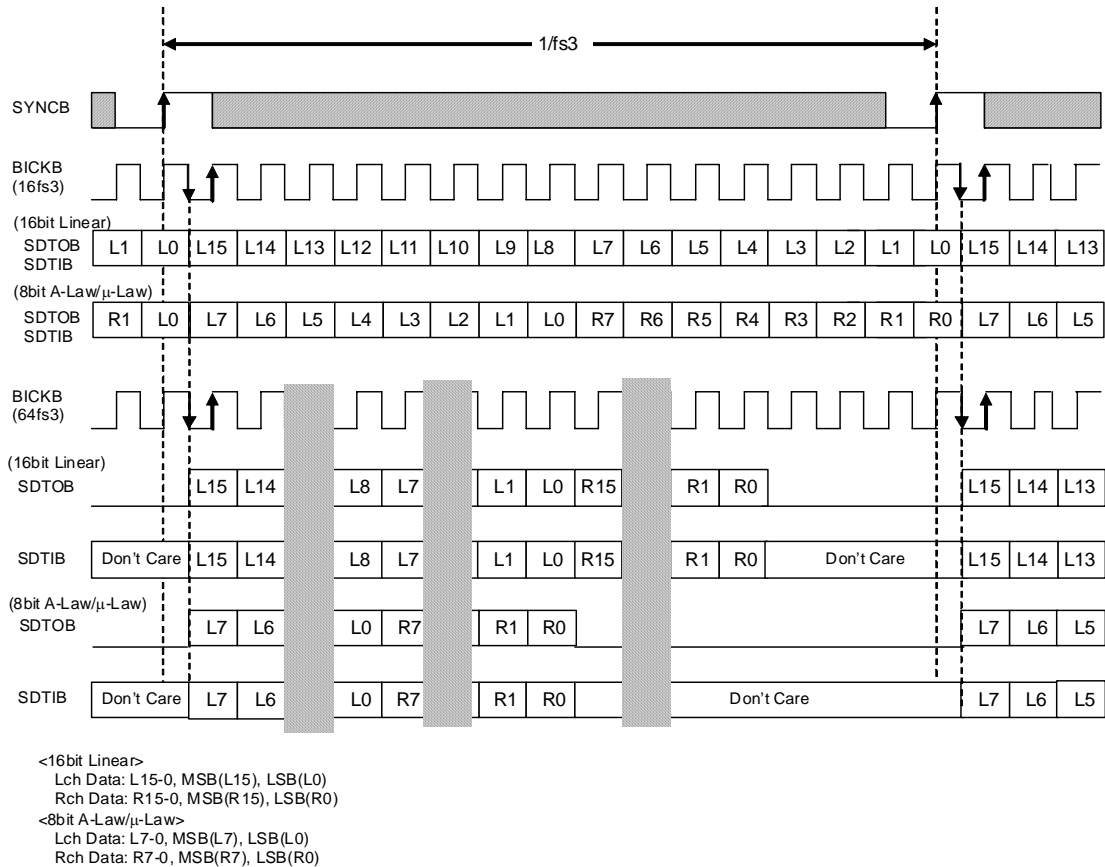 1/fs3
SYNCB
BICKB
(16fs3)
(16bit Linear)
SDTOB
SDTIB
L1 L0 L15 L14 L13 L12 L11 L10 L9 L8 L7 L6 L5 L4 L3 L2 L1 L0 L15 L14 L13
(8bit A-Law/μ-Law)
SDTOB
SDTIB
R1 L0 L7 L6 L5 L4 L3 L2 L1 L0 R7 R6 R5 R4 R3 R2 R1 R0 L7 L6 L5
BICKB
(64fs3)
(16bit Linear)
SDTOB L15 L14 L8 L7 L1 L0 R15 R1 R0 L15 L14 L13
SDTIB Don't Care L15 L14 L8 L7 L1 L0 R15 R1 R0 Don't Care L15 L14 L13
(8bit A-Law/μ-Law)
SDTOB L7 L6 L0 R7 R1 R0 L7 L6 L5
SDTIB Don't Care L7 L6 L0 R7 R1 R0 Don't Care L7 L6 L5
<16bit Linear>
Lch Data: L15-0, MSB(L15), LSB(L0)
Rch Data: R15-0, MSB(R15), LSB(R0)
<8bit A-Law/μ-Law>
Lch Data: L7-0, MSB(L7), LSB(L0)
Rch Data: R7-0, MSB(R7), LSB(R0)